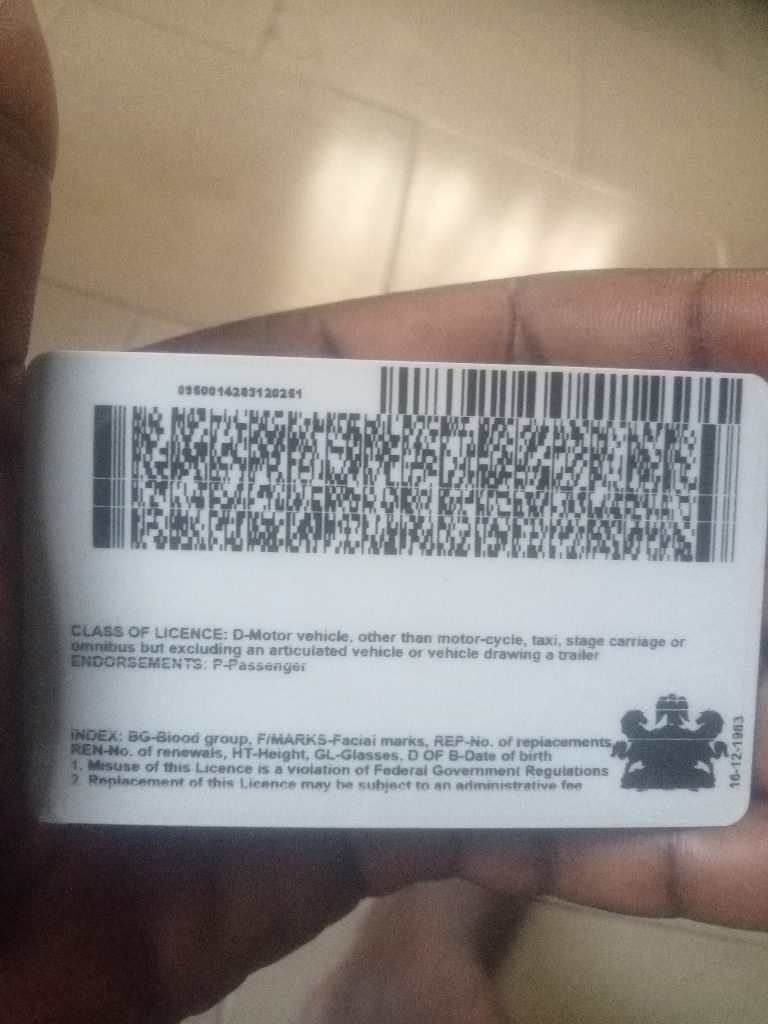 0950014283120251
CLASS OF LICENCE: D-Motor vehicle, other than motor-cycle, taxi, stage carriage or
omnibus but excluding an articulated vehicle or vehicle drawing a trailer
ENDORSEMENTS: P-Passenger
INDEX: BG-Blood group, F/MARKS-Facial marks, REP-No. of replacements
REN-No. of renewals, HT-Height, GL-Glasses, D OF B-Date of birth
1. Misuse of this Licence is a violation of Federal Government Regulations
2. Replacement of this Licence may be subject to an administrative fee
16-12-1983